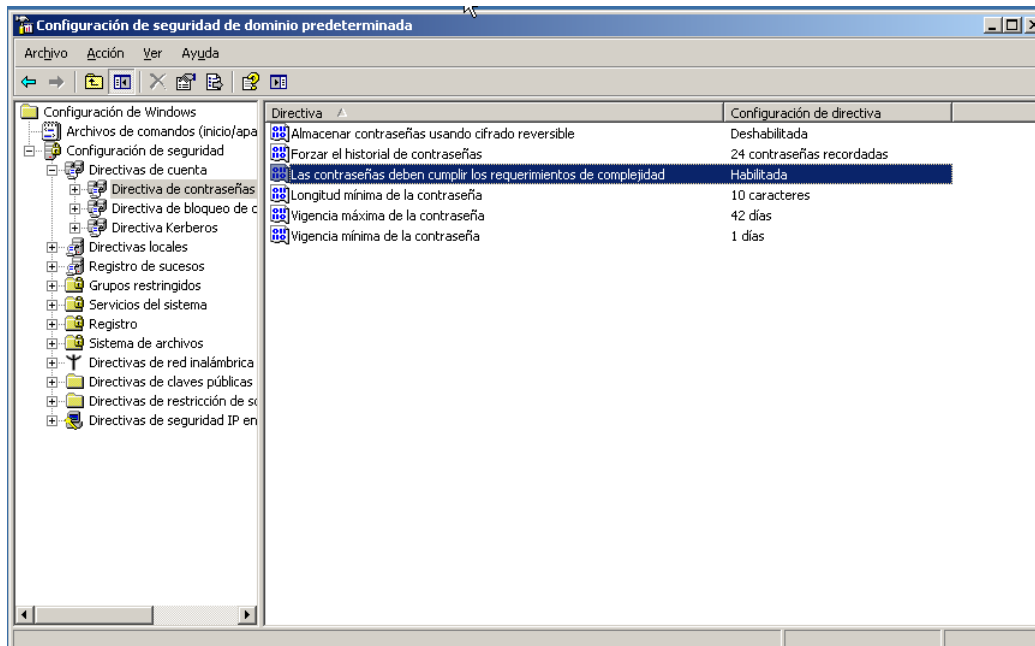 Configuración de seguridad de dominio predeterminada
Archivo Acción Ver Ayuda
Configuración de Windows
Archivos de comandos (inicio/apa
Configuración de seguridad
Directivas de cuenta
Directiva de contraseñas
Directiva de bloqueo de c
Directiva Kerberos
Directivas locales
Registro de sucesos
Grupos restringidos
Servicios del sistema
Registro
Sistema de archivos
Directivas de red inalámbrica
Directivas de claves públicas
Directivas de restricción de so
Directivas de seguridad IP en
Directiva Configuración de directiva
Almacenar contraseñas usando cifrado reversible Deshabilitada
Forzar el historial de contraseñas 24 contraseñas recordadas
Las contraseñas deben cumplir los requerimientos de complejidad Habilitada
Longitud mínima de la contraseña 10 caracteres
Vigencia máxima de la contraseña 42 días
Vigencia mínima de la contraseña 1 días